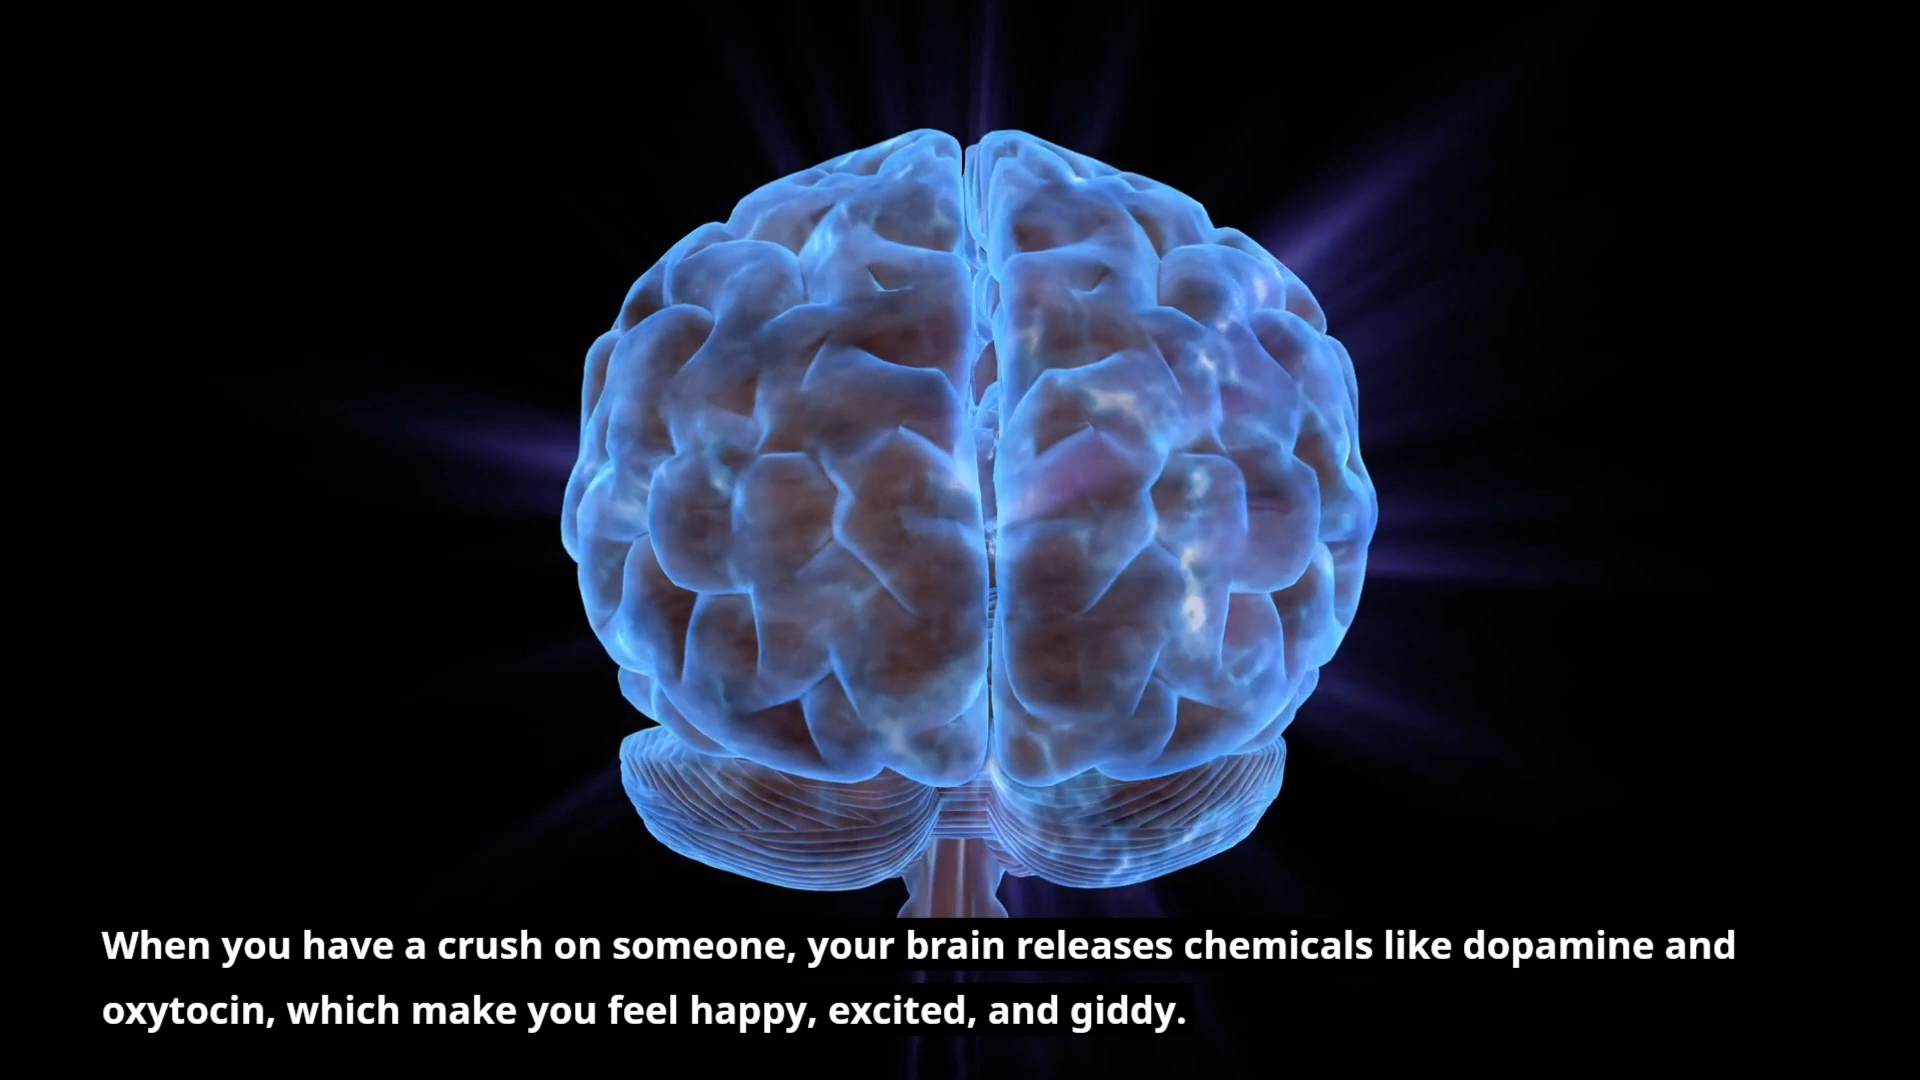 When you have a crush on someone, your brain releases chemicals like dopamine and
oxytocin, which make you feel happy, excited, and giddy.